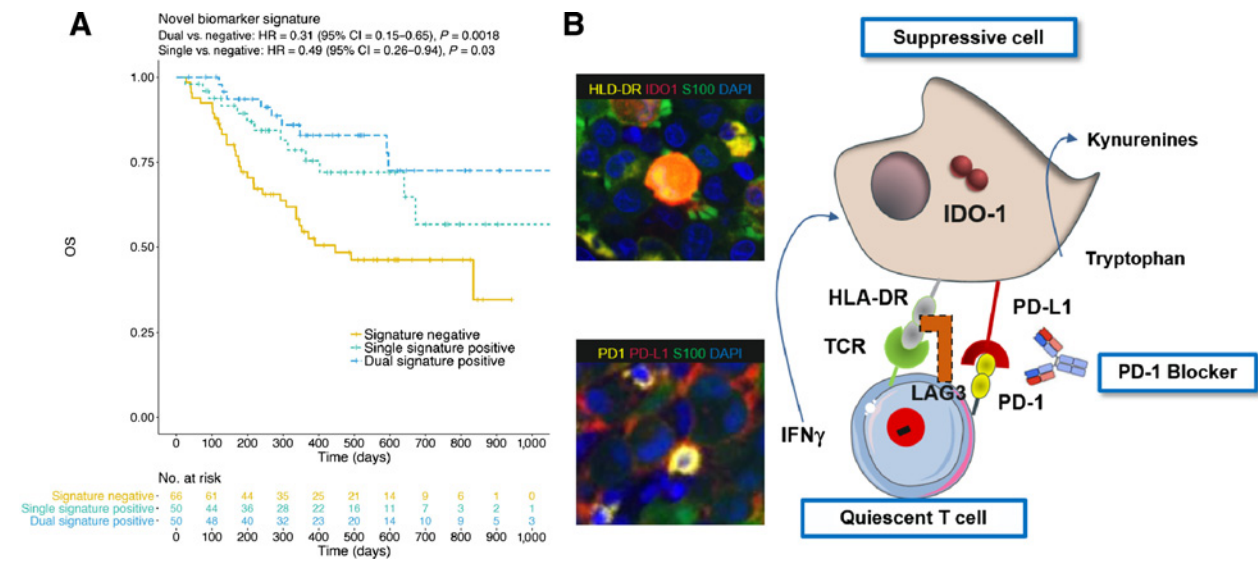 A
Novel biomarker signature
Dual vs. negative: HR = 0.31 (95% CI = 0.15–0.65), P = 0.0018
Single vs. negative: HR = 0.49 (95% CI = 0.26–0.94), P = 0.03
1.00
0.75
0.50
0.25
0.00
OS
Signature negative
Single signature positive
Dual signature positive
0 100 200 300 400 500 600 700 800 900 1,000
Time (days)
No. at risk
Signature negative 66 61 44 35 25 21 14 9 6 1 0
Single signature positive 50 44 36 28 22 16 11 7 3 2 1
Dual signature positive 50 48 40 32 23 20 14 10 9 5 3
0 100 200 300 400 500 600 700 800 900 1,000
Time (days)
B
HLD-DR IDO1 S100 DAPI
PD1 PD-L1 S100 DAPI
Suppressive cell
Kynurenines
IDO-1
Tryptophan
HLA-DR
PD-L1
TCR
PD-1 Blocker
LAG3
PD-1
IFNγ
Quiescent T cell